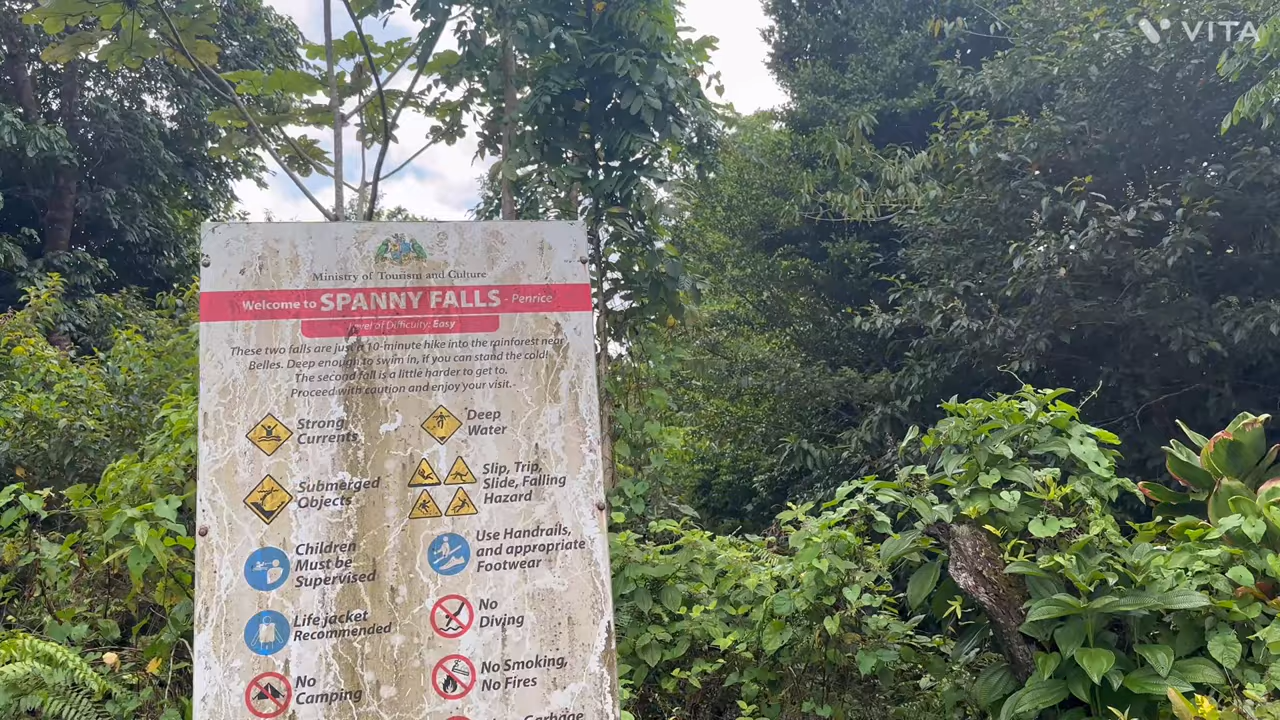 VITA
Ministry of Tourism and Culture
Welcome to SPANNY FALLS - Penrice
Level of Difficulty: Easy
These two falls are just a 10-minute hike into the rainforest near
Belles. Deep enough to swim in, if you can stand the cold!
The second fall is a little harder to get to.
Proceed with caution and enjoy your visit.
Strong
Currents
Deep
Water
Submerged
Objects
Slip, Trip,
Slide, Falling
Hazard
Children
Must be
Supervised
Use Handrails,
and appropriate
Footwear
Life jacket
Recommended
No
Diving
No
Camping
No Smoking,
No Fires
Garbage